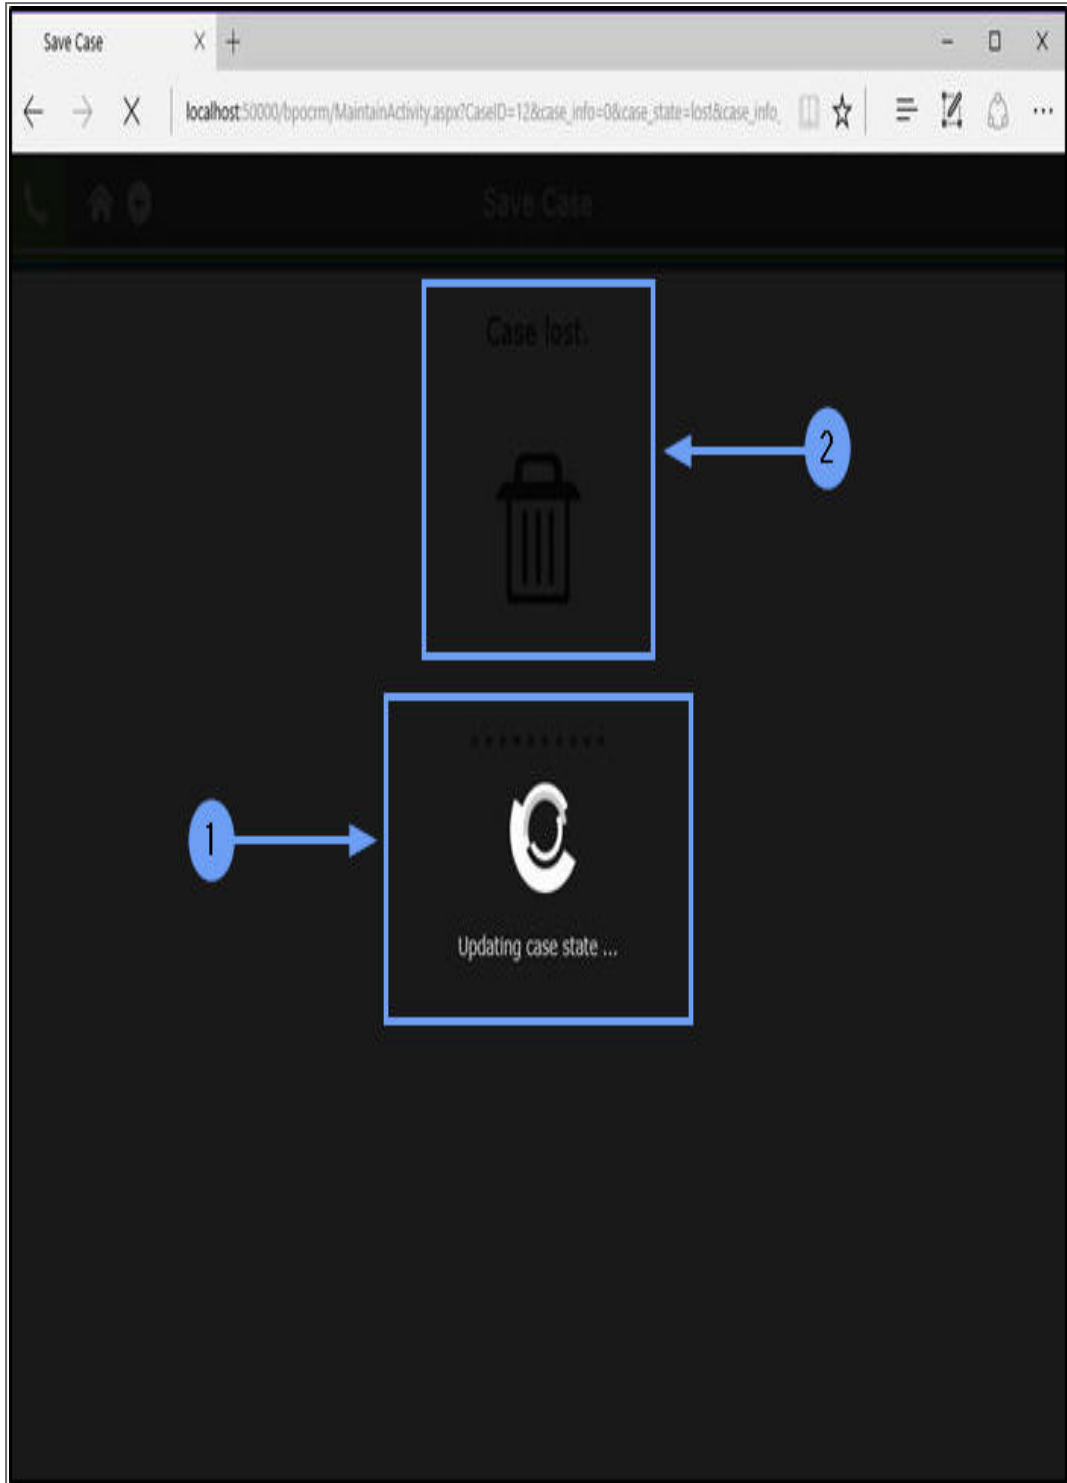 Save Case
localhost:50000/bpocrm/MaintainActivity.aspx?CaseID=12&case_info=0&case_state=lost&case_info_
Save Case
Case lost.
2
1
Updating case state ...